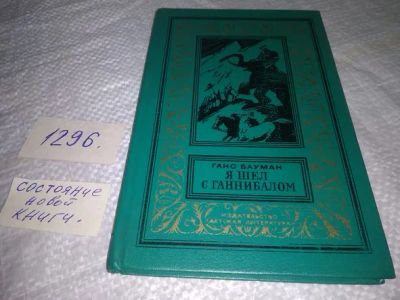 1296.
СОСТОЯНИЕ
НОВОЙ
КНИГИ.
ГАНС БАУМАН
Я ШЕЛ
С ГАННИБАЛОМ
ИЗДАТЕЛЬСТВО
«ДЕТСКАЯ ЛИТЕРАТУРА»